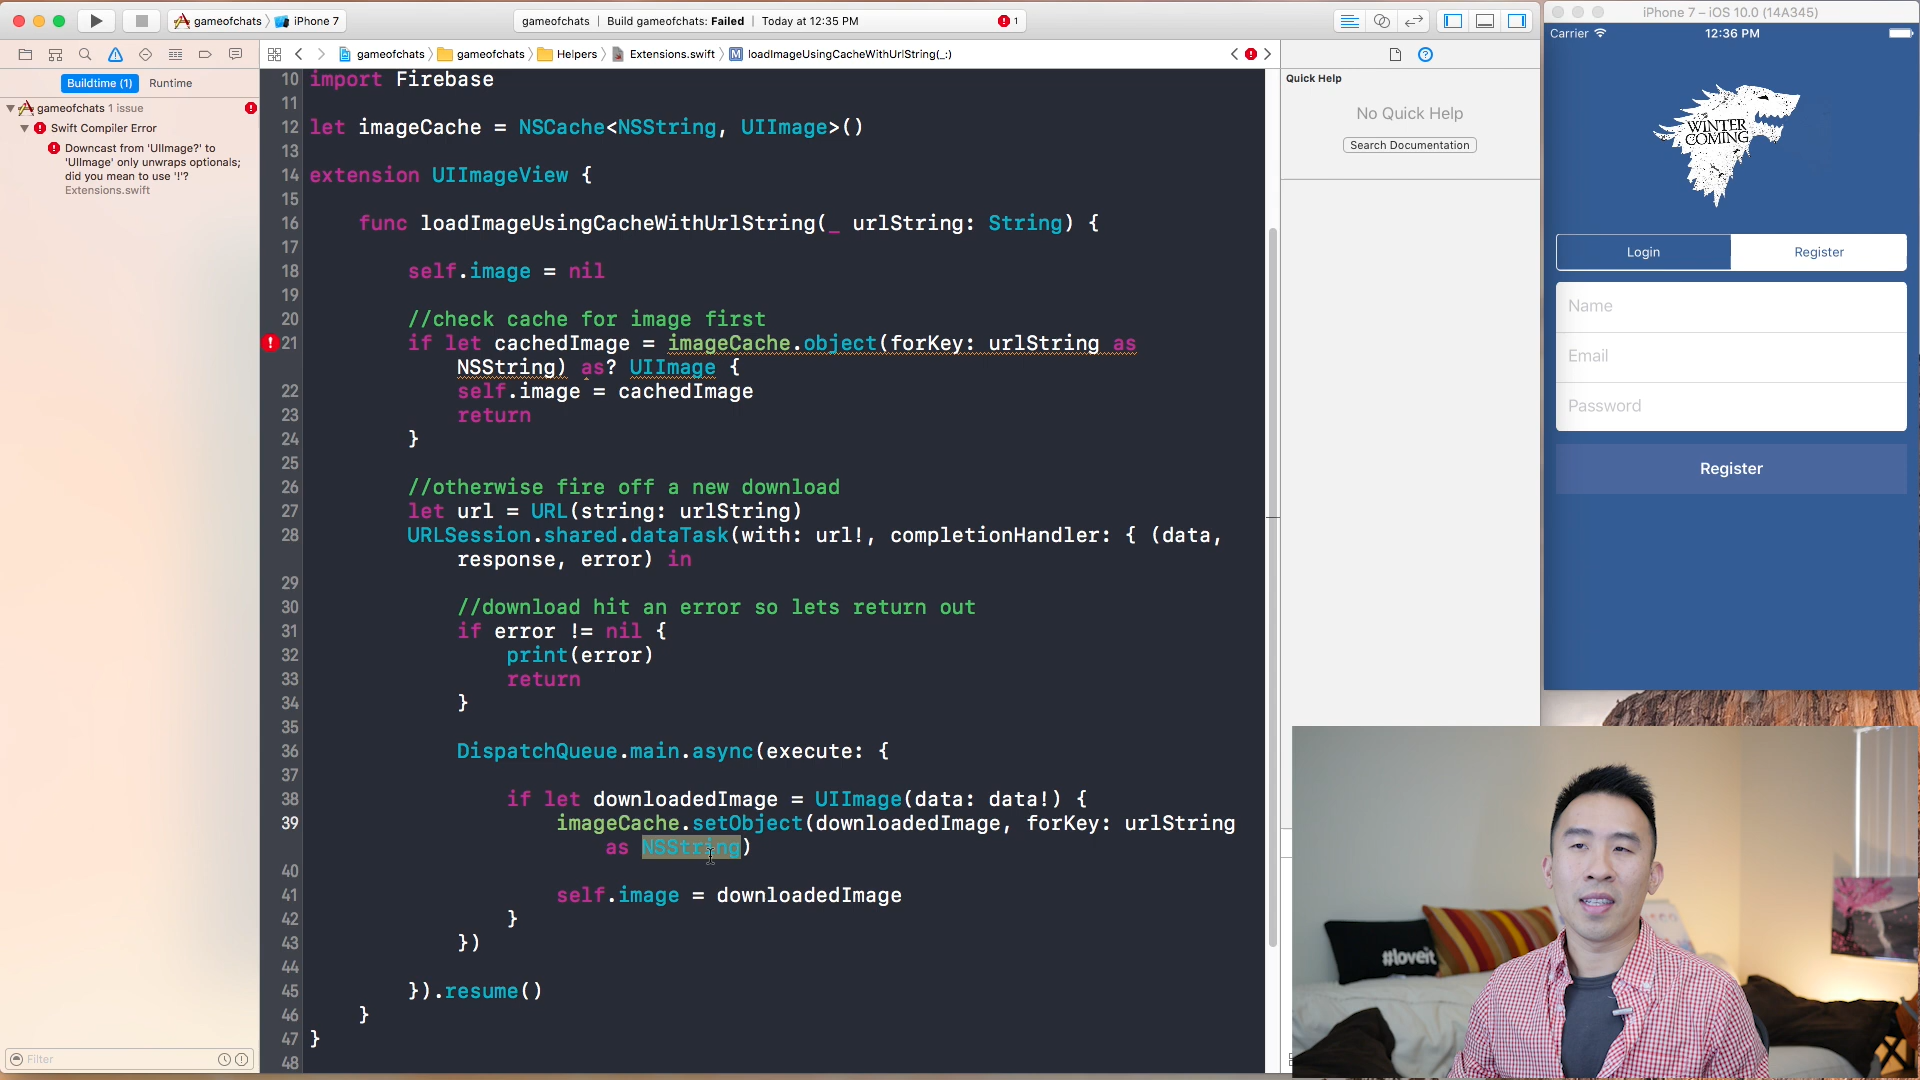 gameofchats
iPhone 7
gameofchats | Build gameofchats: Failed | Today at 12:35 PM
1
gameofchats
gameofchats
Helpers
Extensions.swift
loadImageUsingCacheWithUrlString(_:)
Buildtime (1)
Runtime
gameofchats 1 issue
Swift Compiler Error
Downcast from 'UIImage?' to
'UIImage' only unwraps optionals;
did you mean to use '!'?
Extensions.swift
Filter
10 import Firebase
11
12 let imageCache = NSCache<NSString, UIImage>()
13
14 extension UIImageView {
15
16 func loadImageUsingCacheWithUrlString(_ urlString: String) {
17
18 self.image = nil
19
20 //check cache for image first
21 if let cachedImage = imageCache.object(forKey: urlString as
NSString) as? UIImage {
22 self.image = cachedImage
23 return
24 }
25
26 //otherwise fire off a new download
27 let url = URL(string: urlString)
28 URLSession.shared.dataTask(with: url!, completionHandler: { (data,
response, error) in
29
30 //download hit an error so lets return out
31 if error != nil {
32 print(error)
33 return
34 }
35
36 DispatchQueue.main.async(execute: {
37
38 if let downloadedImage = UIImage(data: data!) {
39 imageCache.setObject(downloadedImage, forKey: urlString
as NSString)
40
41 self.image = downloadedImage
42 }
43 })
44
45 }).resume()
46 }
47 }
48
Quick Help
No Quick Help
Search Documentation
iPhone 7 – iOS 10.0 (14A345)
Carrier
12:36 PM
WINTER
COMING
Login
Register
Name
Email
Password
Register
#loveit